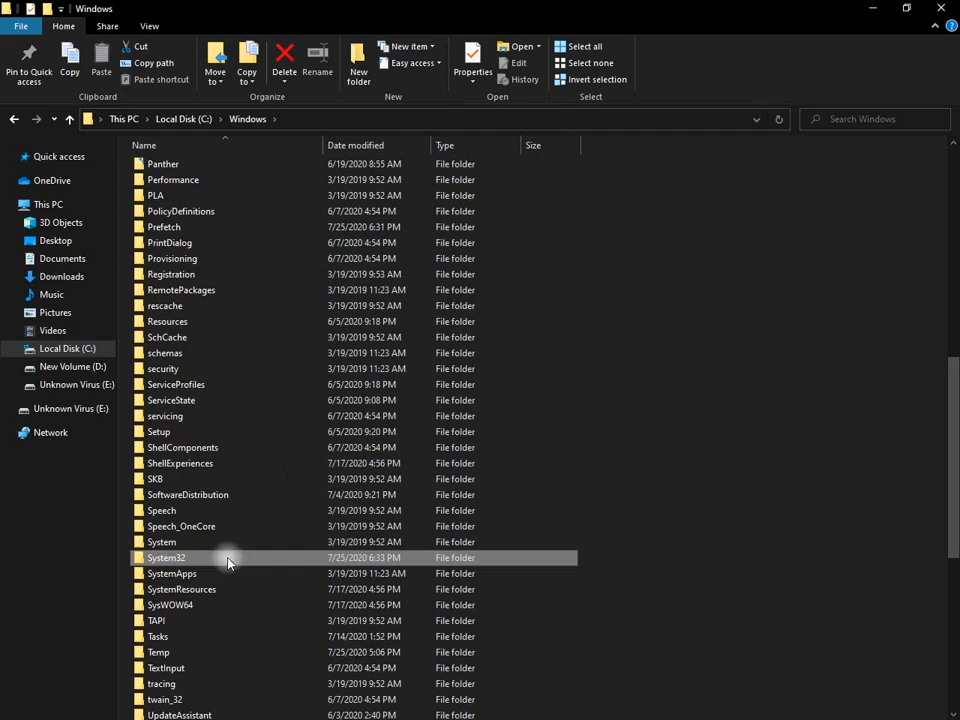 Windows
File Home Share View
Pin to Quick access
Copy
Paste
Cut
Copy path
Paste shortcut
Clipboard
Move to
Copy to
Delete
Rename
Organize
New folder
New item
Easy access
New
Properties
Open
Edit
History
Open
Select all
Select none
Invert selection
Select
This PC > Local Disk (C:) > Windows >
Search Windows
Quick access
OneDrive
This PC
3D Objects
Desktop
Documents
Downloads
Music
Pictures
Videos
Local Disk (C:)
New Volume (D:)
Unknown Virus (E:)
Unknown Virus (E:)
Network
Name Date modified Type Size
Panther 6/19/2020 8:55 AM File folder
Performance 3/19/2019 9:52 AM File folder
PLA 3/19/2019 9:52 AM File folder
PolicyDefinitions 6/7/2020 4:54 PM File folder
Prefetch 7/25/2020 6:31 PM File folder
PrintDialog 6/7/2020 4:54 PM File folder
Provisioning 6/7/2020 4:54 PM File folder
Registration 3/19/2019 9:53 AM File folder
RemotePackages 3/19/2019 11:23 AM File folder
rescache 3/19/2019 9:52 AM File folder
Resources 6/5/2020 9:18 PM File folder
SchCache 3/19/2019 9:52 AM File folder
schemas 3/19/2019 11:23 AM File folder
security 3/19/2019 11:23 AM File folder
ServiceProfiles 6/5/2020 9:18 PM File folder
ServiceState 6/5/2020 9:08 PM File folder
servicing 6/7/2020 4:54 PM File folder
Setup 6/5/2020 9:20 PM File folder
ShellComponents 6/7/2020 4:54 PM File folder
ShellExperiences 7/17/2020 4:56 PM File folder
SKB 3/19/2019 9:52 AM File folder
SoftwareDistribution 7/4/2020 9:21 PM File folder
Speech 3/19/2019 9:52 AM File folder
Speech_OneCore 3/19/2019 9:52 AM File folder
System 3/19/2019 9:52 AM File folder
System32 7/25/2020 6:33 PM File folder
SystemApps 3/19/2019 11:23 AM File folder
SystemResources 7/17/2020 4:56 PM File folder
SysWOW64 7/17/2020 4:56 PM File folder
TAPI 3/19/2019 9:52 AM File folder
Tasks 7/14/2020 1:52 PM File folder
Temp 7/25/2020 5:06 PM File folder
TextInput 6/7/2020 4:54 PM File folder
tracing 3/19/2019 9:52 AM File folder
twain_32 6/7/2020 4:54 PM File folder
UpdateAssistant 6/3/2020 2:40 PM File folder